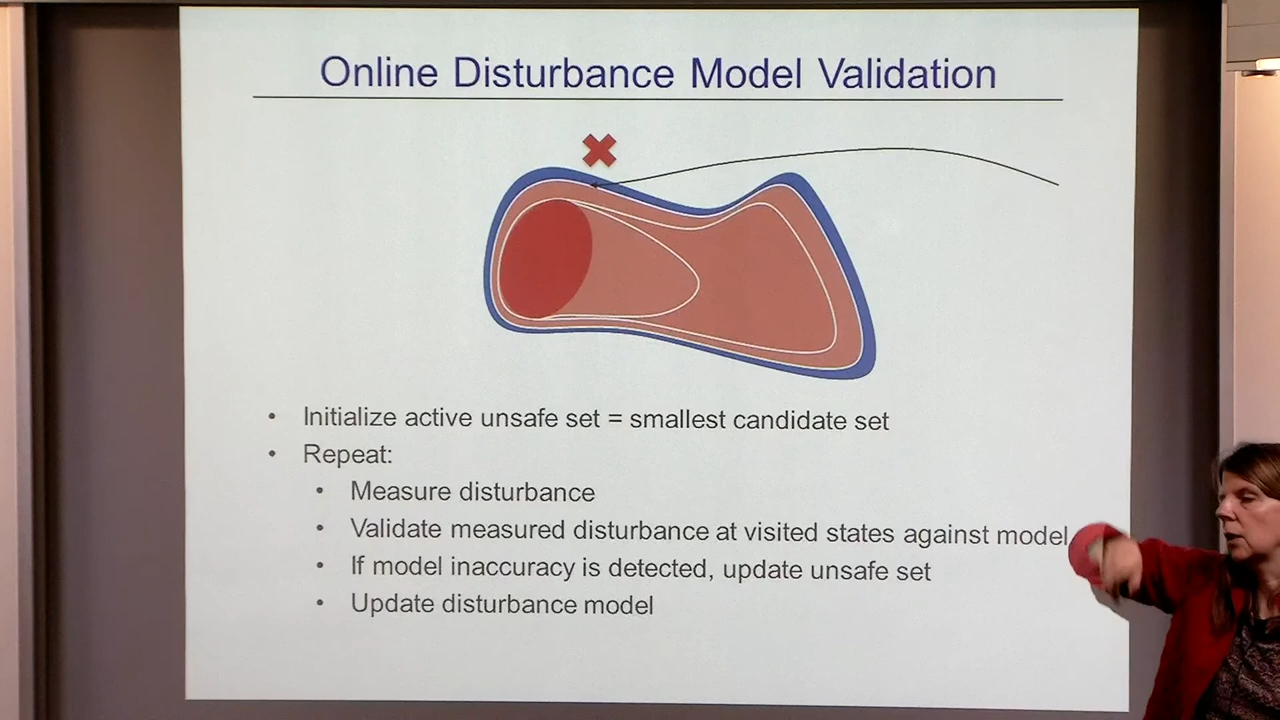 Online Disturbance Model Validation
• Initialize active unsafe set = smallest candidate set
• Repeat:
• Measure disturbance
• Validate measured disturbance at visited states against model
• If model inaccuracy is detected, update unsafe set
• Update disturbance model